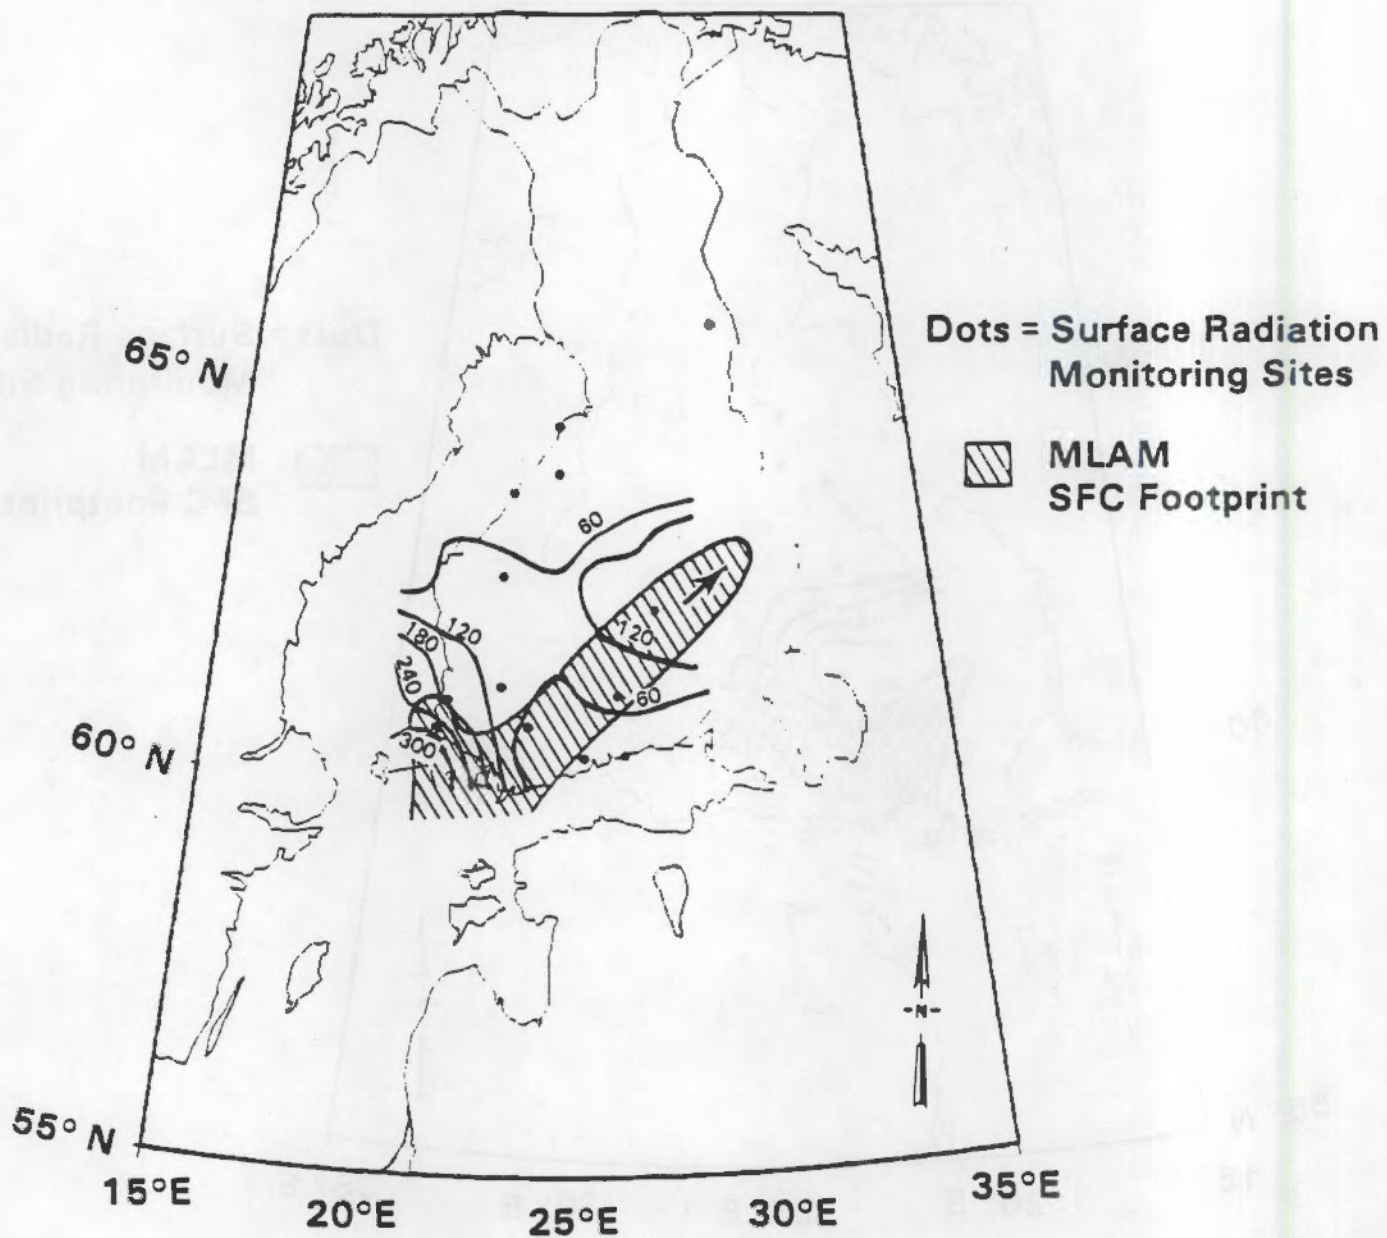 65° N
Dots = Surface Radiation
Monitoring Sites
MLAM
SFC Footprint
60
120
180
120
240
60
300
60° N
-N-
55° N
15°E
20°E
25°E
30°E
35°E